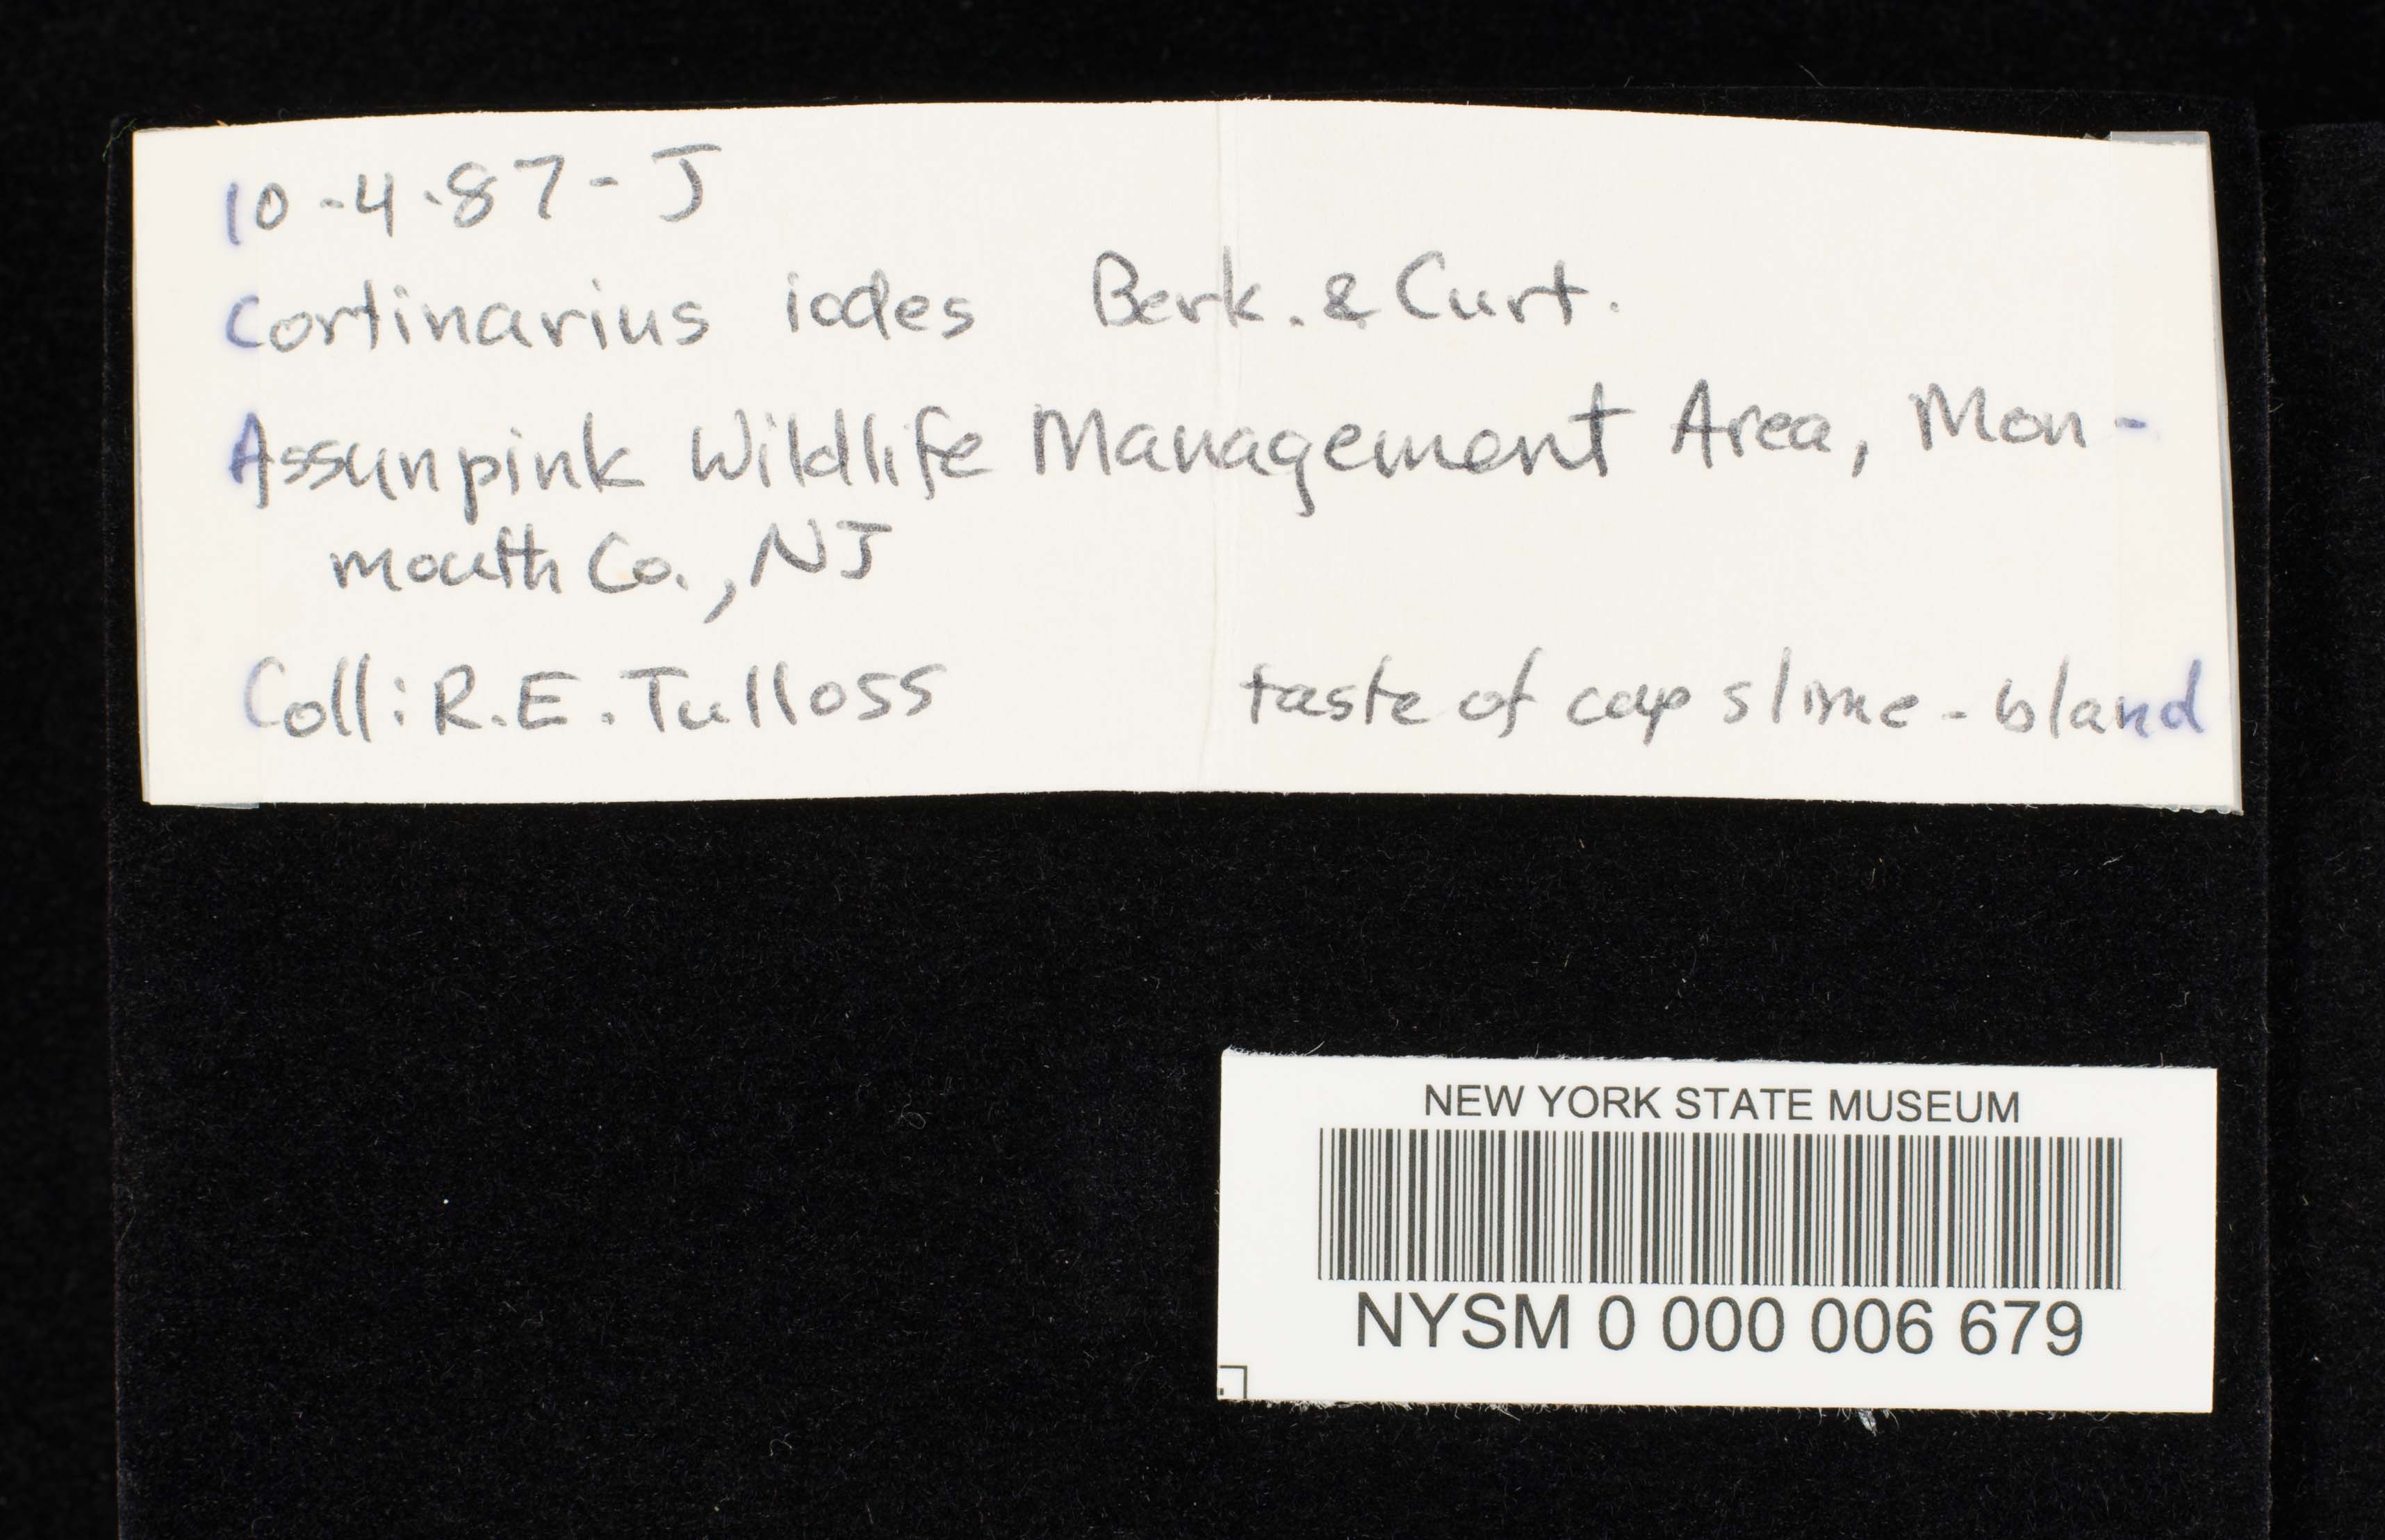 10-4-87-J
Cortinarius iodes Berk. & Curt.
Assunpink Wildlife Management Area, Mon-
mouth Co., NJ
Coll: R.E. Tulloss taste of cap slime - bland
NEW YORK STATE MUSEUM
NYSM 0 000 006 679